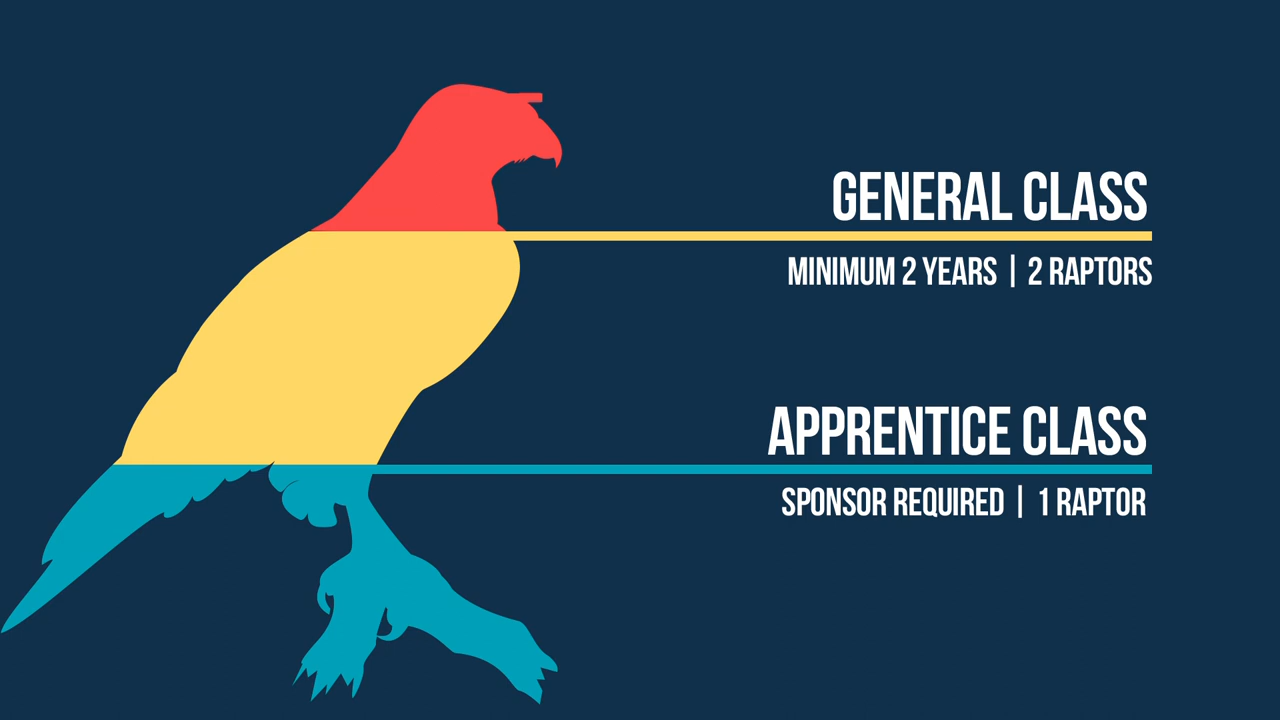 GENERAL CLASS
MINIMUM 2 YEARS | 2 RAPTORS
APPRENTICE CLASS
SPONSOR REQUIRED | 1 RAPTOR